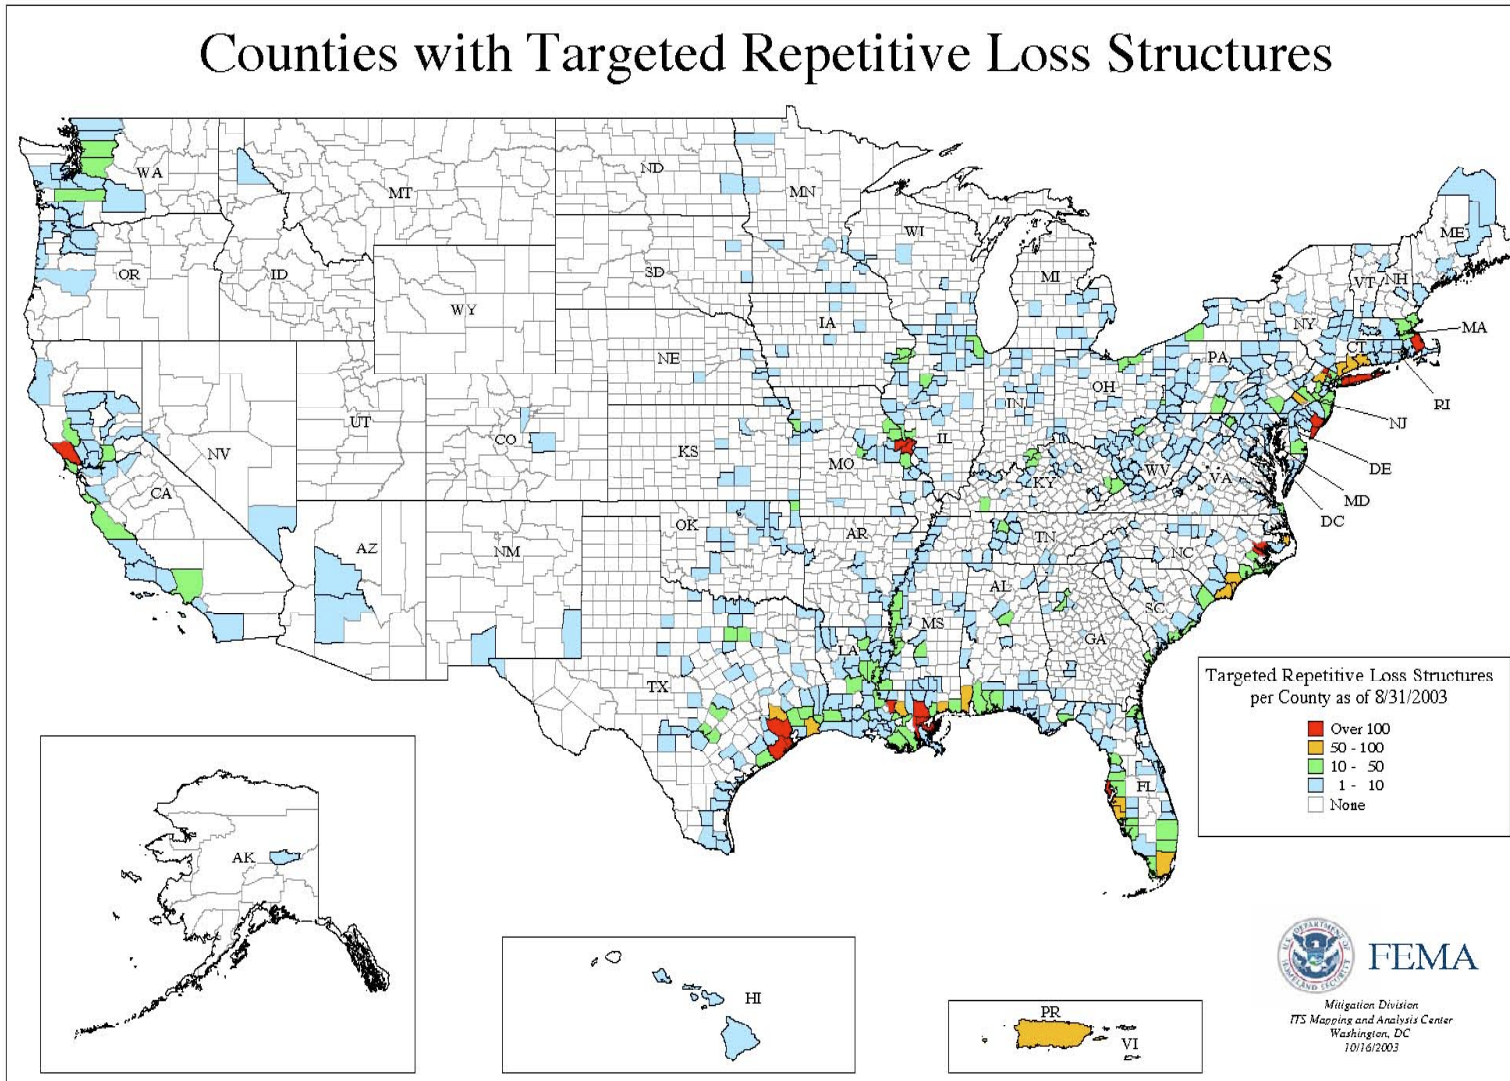 Counties with Targeted Repetitive Loss Structures
WA
MT
ND
MN
WI
MI
ME
VT
NH
OR
ID
WY
SD
IA
NY
MA
CT
PA
RI
NE
OH
IN
IL
NJ
NV
UT
CO
KS
MO
WV
DE
KY
VA
MD
DC
CA
AZ
NM
OK
AR
TN
NC
AL
MS
SC
GA
LA
TX
FL
Targeted Repetitive Loss Structures
per County as of 8/31/2003
Over 100
50 - 100
10 - 50
1 - 10
None
AK
HI
PR
VI
U.S. DEPARTMENT OF
HOMELAND SECURITY
FEMA
Mitigation Division
ITS Mapping and Analysis Center
Washington, DC
10/16/2003